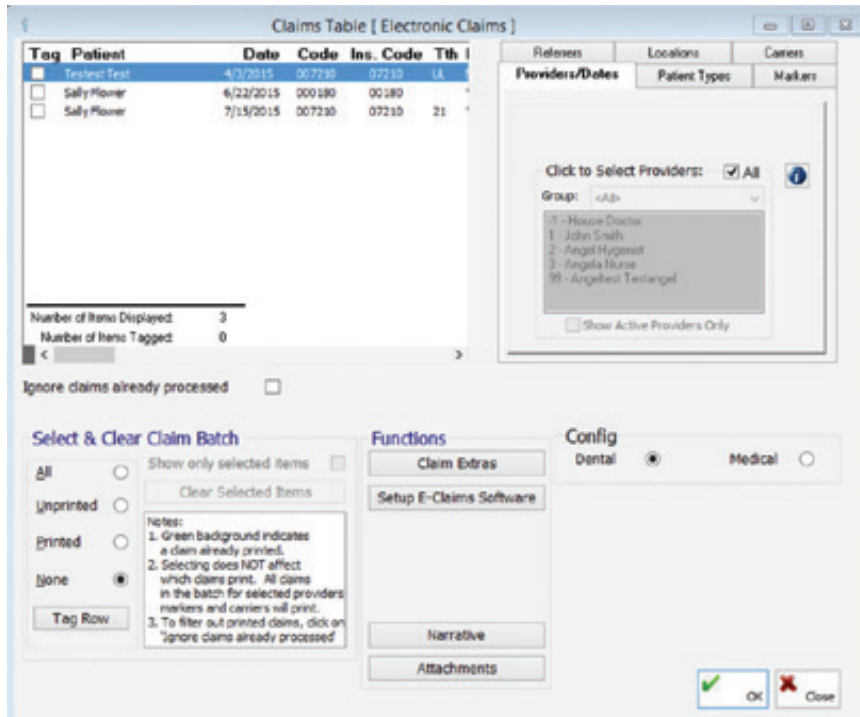 Claims Table [ Electronic Claims ]
Tag Patient Date Code Ins. Code Tth
Testest Test 4/3/2015 007210 07210 UL
Sally Flower 6/22/2015 000180 00180
Sally Flower 7/15/2015 007210 07210 21
Number of Items Displayed: 3
Number of Items Tagged: 0
Referrers Locations Carriers
Providers/Dates Patient Types Markers
Click to Select Providers: All
Group: <All>
-1 - House Doctor
1 - John Smith
2 - Angel Hygenist
3 - Angela Nurse
99 - Angeltest Testangel
Show Active Providers Only
Ignore claims already processed
Select & Clear Claim Batch
All
Unprinted
Printed
None
Tag Row
Show only selected items
Clear Selected Items
Notes:
1. Green background indicates
a claim already printed.
2. Selecting does NOT affect
which claims print. All claims
in the batch for selected providers
markers and carriers will print.
3. To filter out printed claims, click on
'Ignore claims already processed'
Functions
Claim Extras
Setup E-Claims Software
Narrative
Attachments
Config
Dental Medical
OK Close